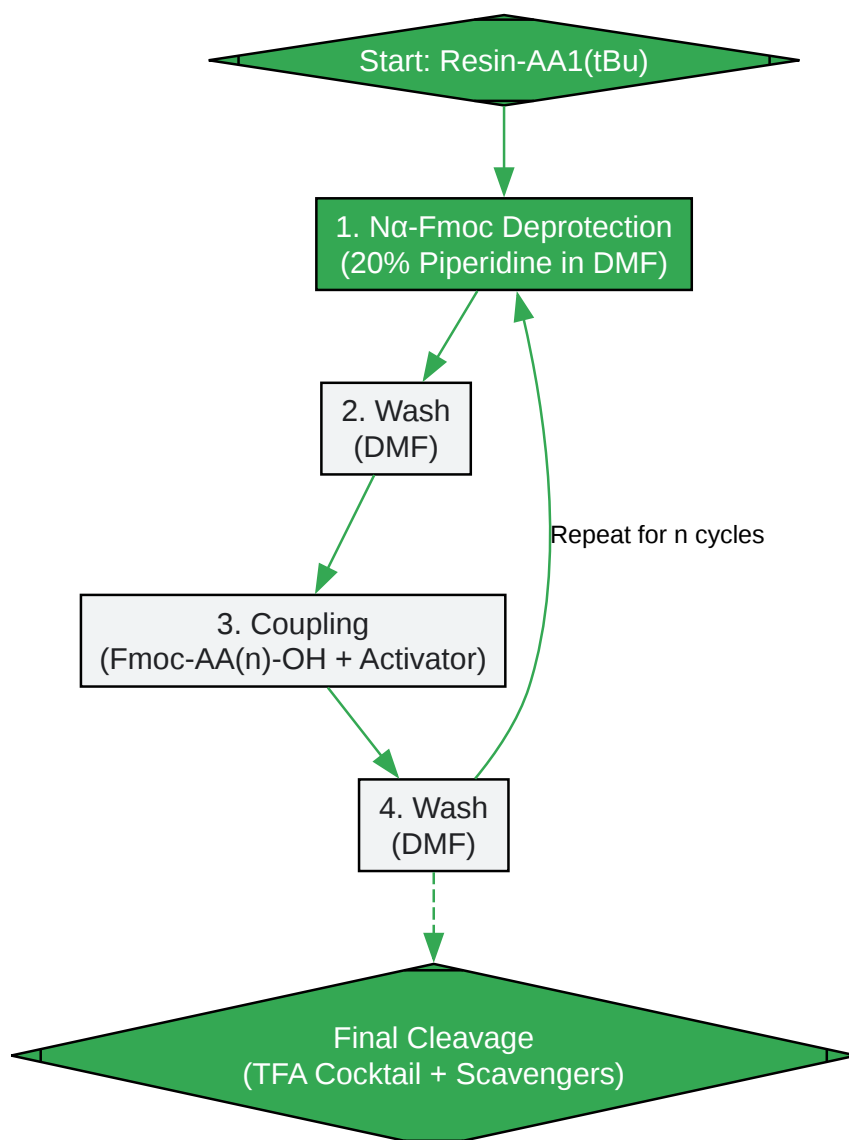 Start: Resin-AA1(tBu)
1. Nα-Fmoc Deprotection
(20% Piperidine in DMF)
2. Wash
(DMF)
Repeat for n cycles
3. Coupling
(Fmoc-AA(n)-OH + Activator)
4. Wash
(DMF)
Final Cleavage
(TFA Cocktail + Scavengers)